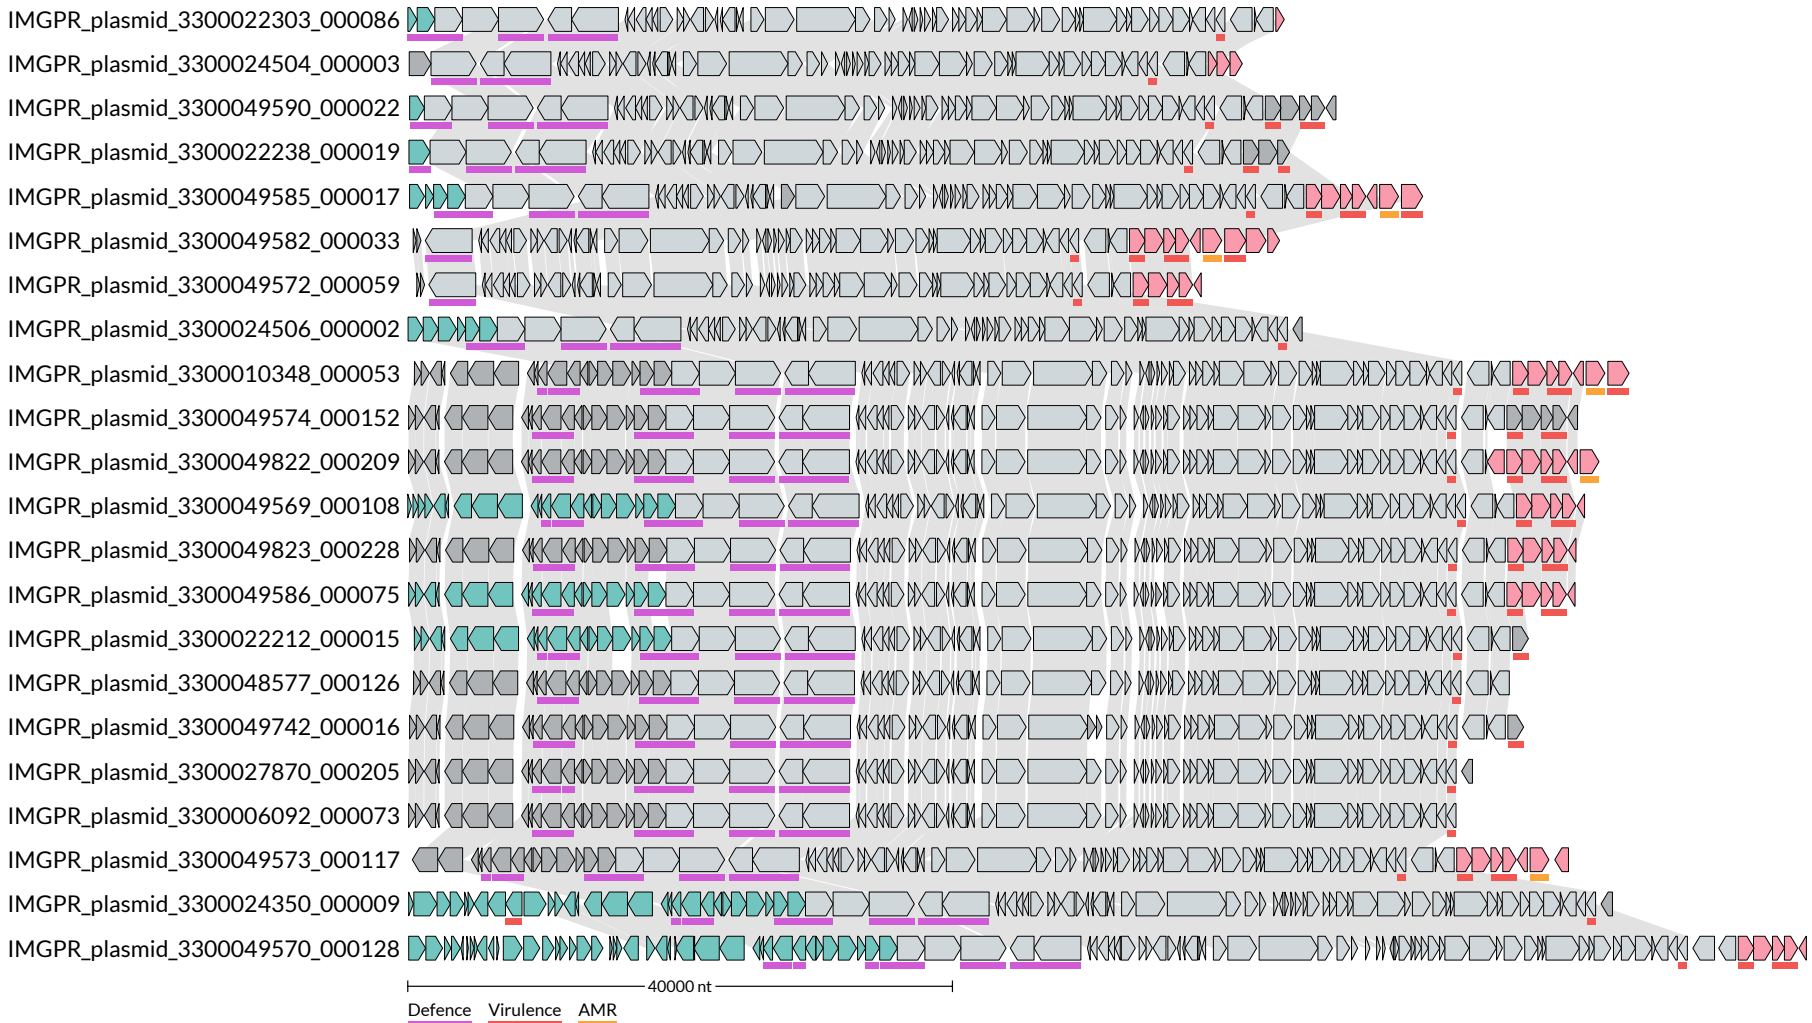 IMGPR_plasmid_3300022303_000086
IMGPR_plasmid_3300024504_000003
IMGPR_plasmid_3300049590_000022
IMGPR_plasmid_3300022238_000019
IMGPR_plasmid_3300049585_000017
IMGPR_plasmid_3300049582_000033
IMGPR_plasmid_3300049572_000059
IMGPR_plasmid_3300024506_000002
IMGPR_plasmid_3300010348_000053
IMGPR_plasmid_3300049574_000152
IMGPR_plasmid_3300049822_000209
IMGPR_plasmid_3300049569_000108
IMGPR_plasmid_3300049823_000228
IMGPR_plasmid_3300049586_000075
IMGPR_plasmid_3300022212_000015
IMGPR_plasmid_3300048577_000126
IMGPR_plasmid_3300049742_000016
IMGPR_plasmid_3300027870_000205
IMGPR_plasmid_3300006092_000073
IMGPR_plasmid_3300049573_000117
IMGPR_plasmid_3300024350_000009
IMGPR_plasmid_3300049570_000128
40000 nt
Defence Virulence AMR